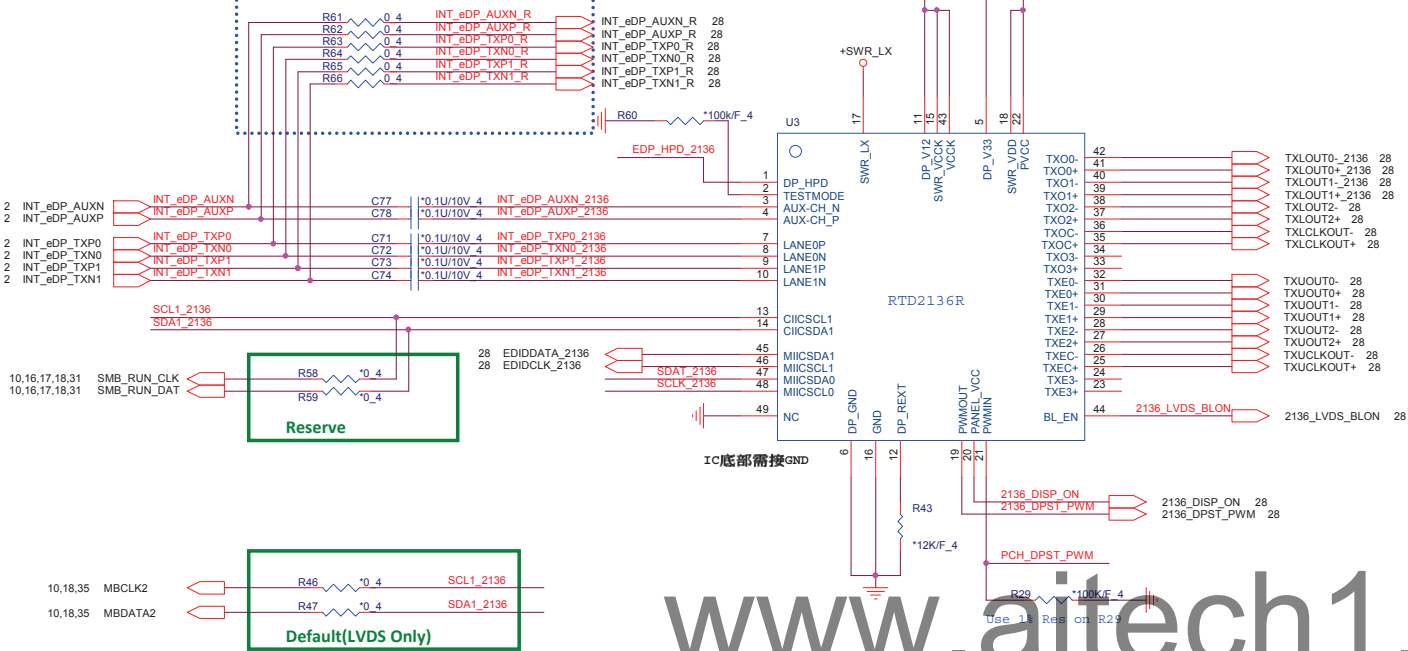 R61 0_4 INT_eDP_AUXN_R INT_eDP_AUXN_R 28
R62 0_4 INT_eDP_AUXP_R INT_eDP_AUXP_R 28
R63 0_4 INT_eDP_TXP0_R INT_eDP_TXP0_R 28
R64 0_4 INT_eDP_TXN0_R INT_eDP_TXN0_R 28
R65 0_4 INT_eDP_TXP1_R INT_eDP_TXP1_R 28
R66 0_4 INT_eDP_TXN1_R INT_eDP_TXN1_R 28
+SWR_LX
R60 *100k/F_4
U3
17 11 15 43 5 18 22
SWR_LX DP_V12 SWR_VCCK VCCK DP_V33 SWR_VDD PVCC
EDP_HPD_2136
1 DP_HPD
2 TESTMODE
2 INT_eDP_AUXN INT_eDP_AUXN C77 *0.1U/10V_4 INT_eDP_AUXN_2136 3 AUX-CH_N
2 INT_eDP_AUXP INT_eDP_AUXP C78 *0.1U/10V_4 INT_eDP_AUXP_2136 4 AUX-CH_P
2 INT_eDP_TXP0 INT_eDP_TXP0 C71 *0.1U/10V_4 INT_eDP_TXP0_2136 7 LANE0P
2 INT_eDP_TXN0 INT_eDP_TXN0 C72 *0.1U/10V_4 INT_eDP_TXN0_2136 8 LANE0N
2 INT_eDP_TXP1 INT_eDP_TXP1 C73 *0.1U/10V_4 INT_eDP_TXP1_2136 9 LANE1P
2 INT_eDP_TXN1 INT_eDP_TXN1 C74 *0.1U/10V_4 INT_eDP_TXN1_2136 10 LANE1N
SCL1_2136 13 CIICSCL1
SDA1_2136 14 CIICSDA1
28 EDIDDATA_2136 45 MIICSDA1
28 EDIDCLK_2136 46 MIICSCL1
SDAT_2136 47 MIICSDA0
SCLK_2136 48 MIICSCL0
49 NC
RTD2136R
TXO0- 42 TXLOUT0-_2136 28
TXO0+ 41 TXLOUT0+_2136 28
TXO1- 40 TXLOUT1-_2136 28
TXO1+ 39 TXLOUT1+_2136 28
TXO2- 38 TXLOUT2- 28
TXO2+ 37 TXLOUT2+ 28
TXOC- 36 TXLCLKOUT- 28
TXOC+ 35 TXLCLKOUT+ 28
TXO3- 34
TXO3+ 33
TXE0- 32 TXUOUT0- 28
TXE0+ 31 TXUOUT0+ 28
TXE1- 30 TXUOUT1- 28
TXE1+ 29 TXUOUT1+ 28
TXE2- 28 TXUOUT2- 28
TXE2+ 27 TXUOUT2+ 28
TXEC- 26 TXUCLKOUT- 28
TXEC+ 25 TXUCLKOUT+ 28
TXE3- 24
TXE3+ 23
BL_EN 44 2136_LVDS_BLON 2136_LVDS_BLON 28
10,16,17,18,31 SMB_RUN_CLK R58 *0_4
10,16,17,18,31 SMB_RUN_DAT R59 *0_4
Reserve
DP_GND GND DP_REXT PWMOUT PANEL_VCC PWMIN
6 16 12 19 20 21
IC底部需接GND
2136_DISP_ON 2136_DISP_ON 28
2136_DPST_PWM 2136_DPST_PWM 28
R43
*12K/F_4
PCH_DPST_PWM
R29 *100K/F_4
Use 1% Res on R29
10,18,35 MBCLK2 R46 *0_4 SCL1_2136
10,18,35 MBDATA2 R47 *0_4 SDA1_2136
Default(LVDS Only)
www.aitech1.